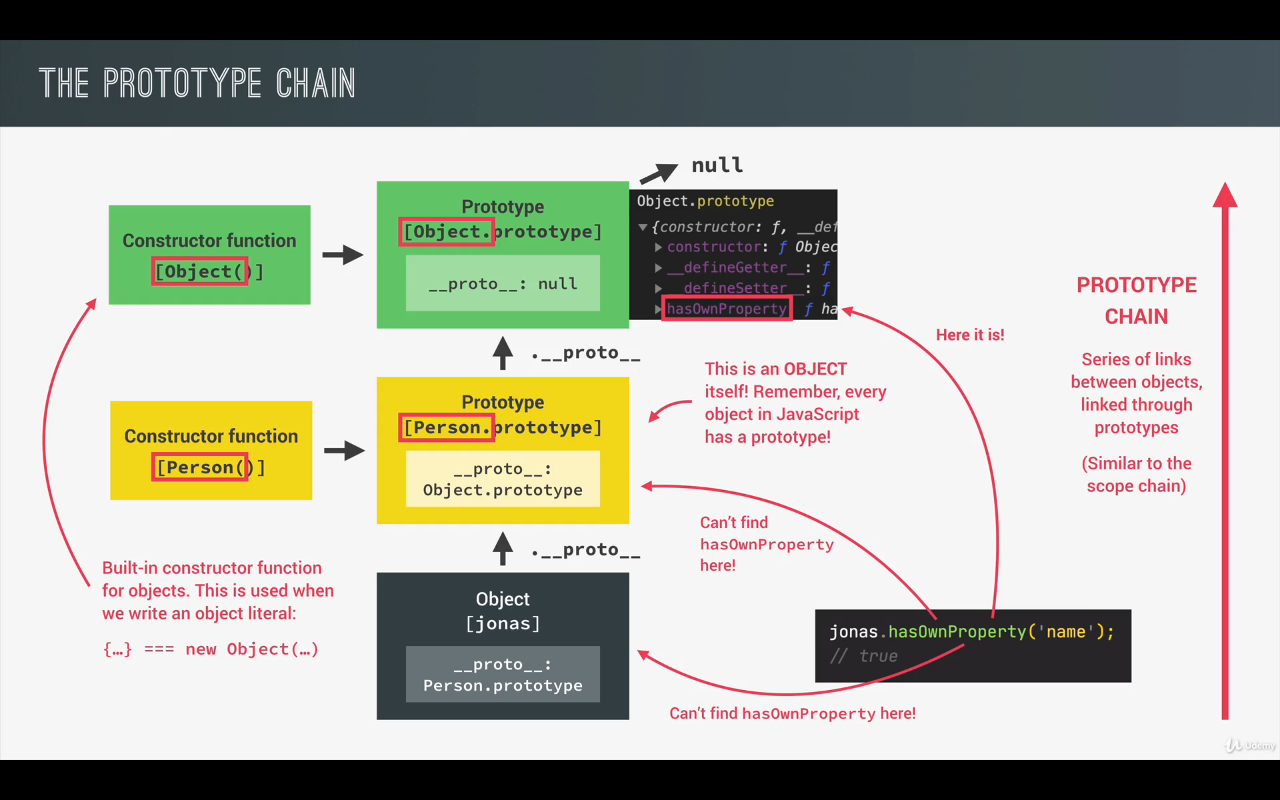 THE PROTOTYPE CHAIN
null
Prototype
[Object.prototype]
__proto__: null
Object.prototype
{constructor: ƒ, __def
constructor: ƒ Objec
__defineGetter__: ƒ
__defineSetter__: ƒ
hasOwnProperty ƒ ha
Constructor function
[Object()]
.__proto__
Here it is!
PROTOTYPE
CHAIN
Series of links
between objects,
linked through
prototypes
(Similar to the
scope chain)
This is an OBJECT
itself! Remember, every
object in JavaScript
has a prototype!
Constructor function
[Person()]
Prototype
[Person.prototype]
__proto__:
Object.prototype
Can’t find
hasOwnProperty
here!
.__proto__
Built-in constructor function
for objects. This is used when
we write an object literal:
{…} === new Object(…)
Object
[jonas]
__proto__:
Person.prototype
jonas.hasOwnProperty('name');
// true
Can’t find hasOwnProperty here!
Udemy